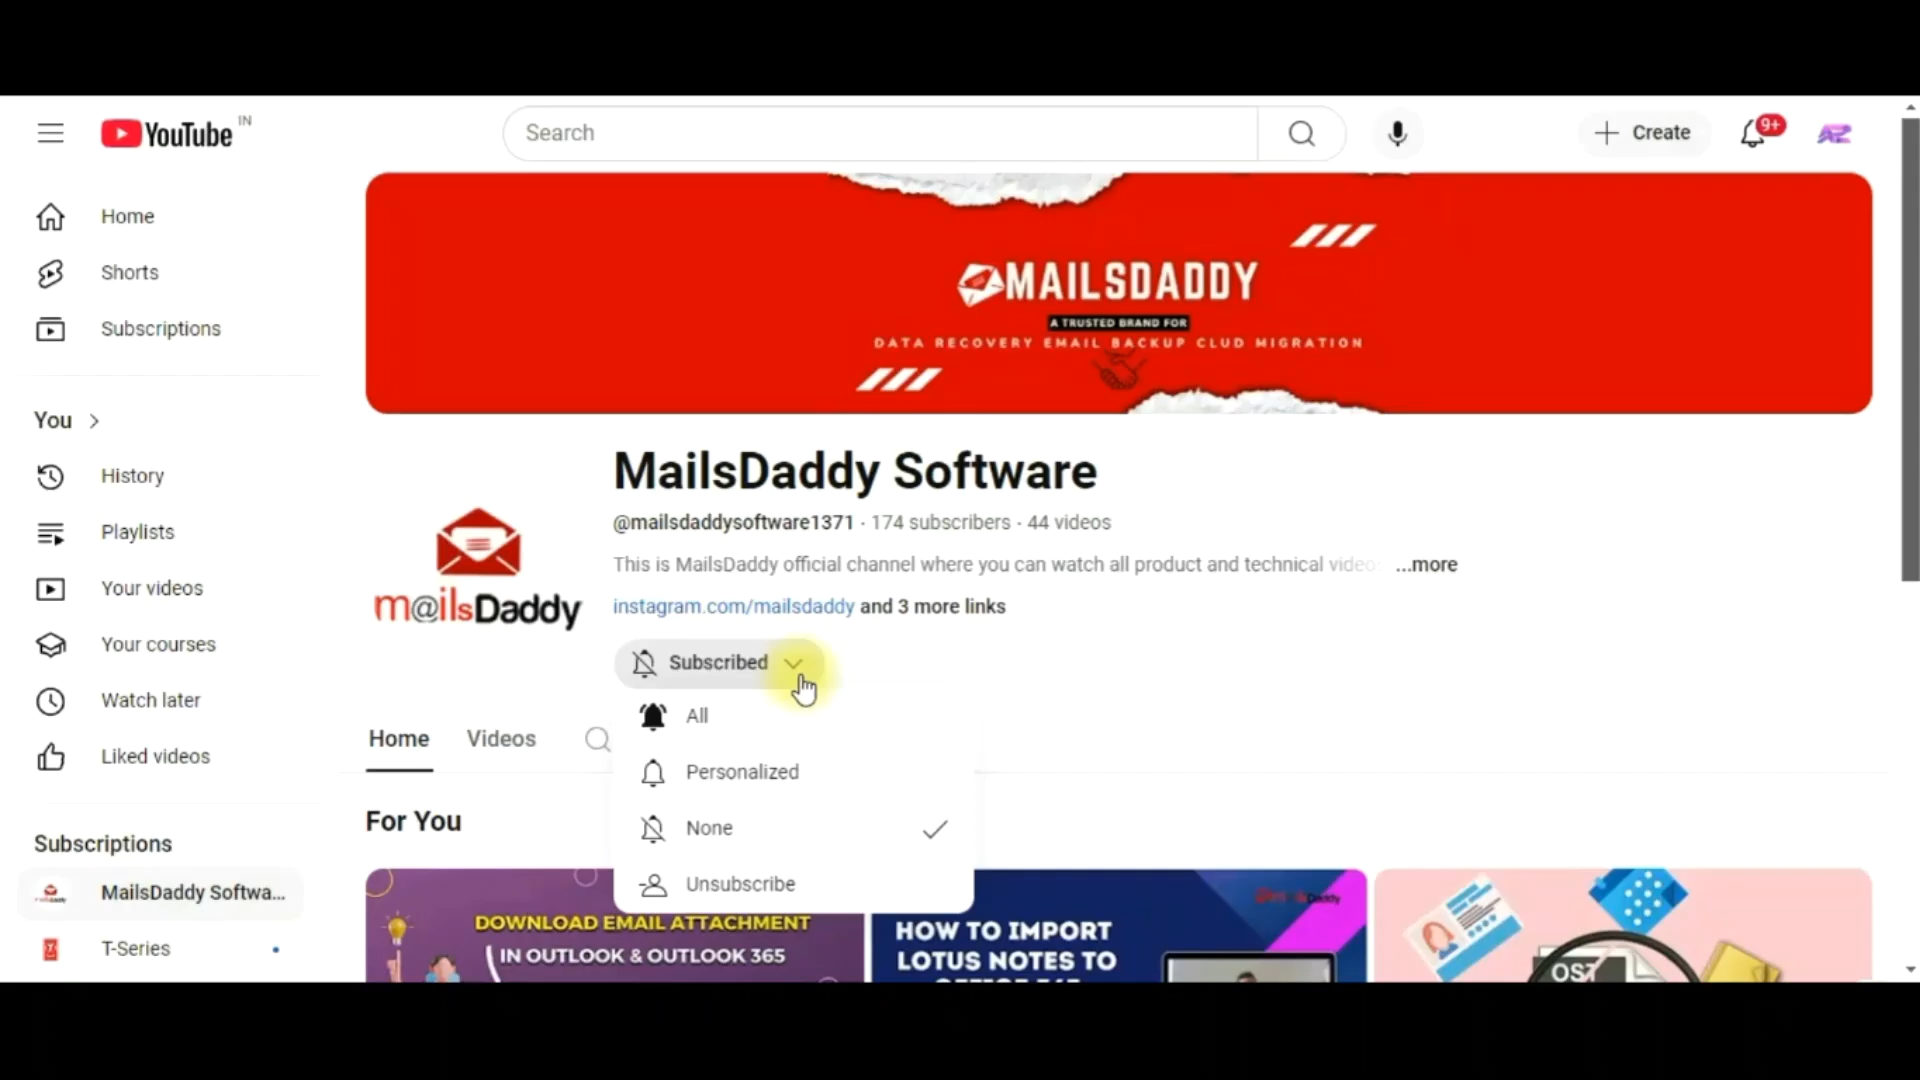 YouTube IN
Search
Create
9+
Home
Shorts
Subscriptions
You
History
Playlists
Your videos
Your courses
Watch later
Liked videos
Subscriptions
MailsDaddy Softwa...
T-Series
MAILSDADDY
A TRUSTED BRAND FOR
DATA RECOVERY EMAIL BACKUP CLUD MIGRATION
m@ilsDaddy
MailsDaddy Software
@mailsdaddysoftware1371 · 174 subscribers · 44 videos
This is MailsDaddy official channel where you can watch all product and technical video ...more
instagram.com/mailsdaddy and 3 more links
Subscribed
All
Personalized
None
Unsubscribe
Home Videos
For You
DOWNLOAD EMAIL ATTACHMENT
IN OUTLOOK & OUTLOOK 365
HOW TO IMPORT
LOTUS NOTES TO
OST